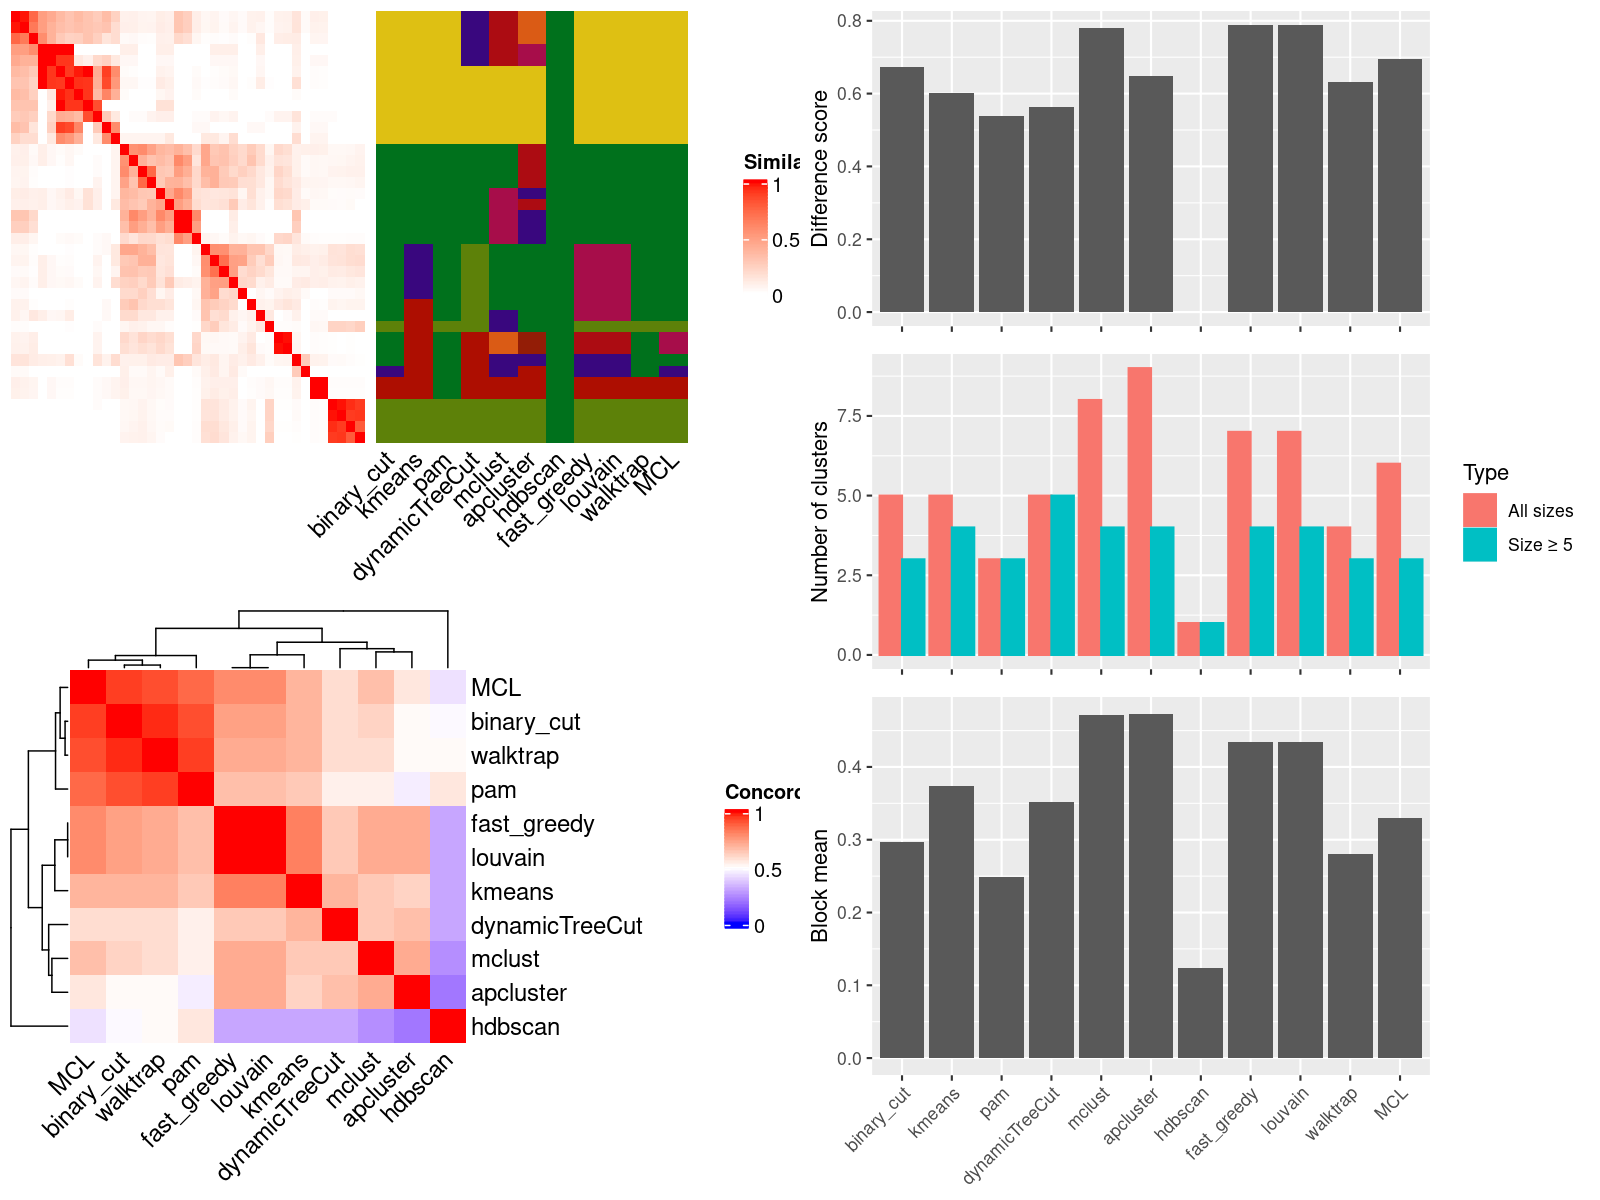 Simila
1
0.5
0
binary_cut
kmeans
pam
dynamicTreeCut
mclust
apcluster
hdbscan
fast_greedy
louvain
walktrap
MCL
MCL
binary_cut
walktrap
pam
fast_greedy
louvain
kmeans
dynamicTreeCut
mclust
apcluster
hdbscan
MCL
binary_cut
walktrap
pam
fast_greedy
louvain
kmeans
dynamicTreeCut
mclust
apcluster
hdbscan
Concord
1
0.5
0
Difference score
0.8
0.6
0.4
0.2
0.0
Number of clusters
7.5
5.0
2.5
0.0
Type
All sizes
Size ≥ 5
Block mean
0.4
0.3
0.2
0.1
0.0
binary_cut
kmeans
pam
dynamicTreeCut
mclust
apcluster
hdbscan
fast_greedy
louvain
walktrap
MCL